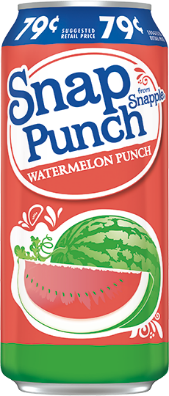 79¢ SUGGESTED RETAIL PRICE 79¢
Snap
from Snapple
Punch
WATERMELON PUNCH